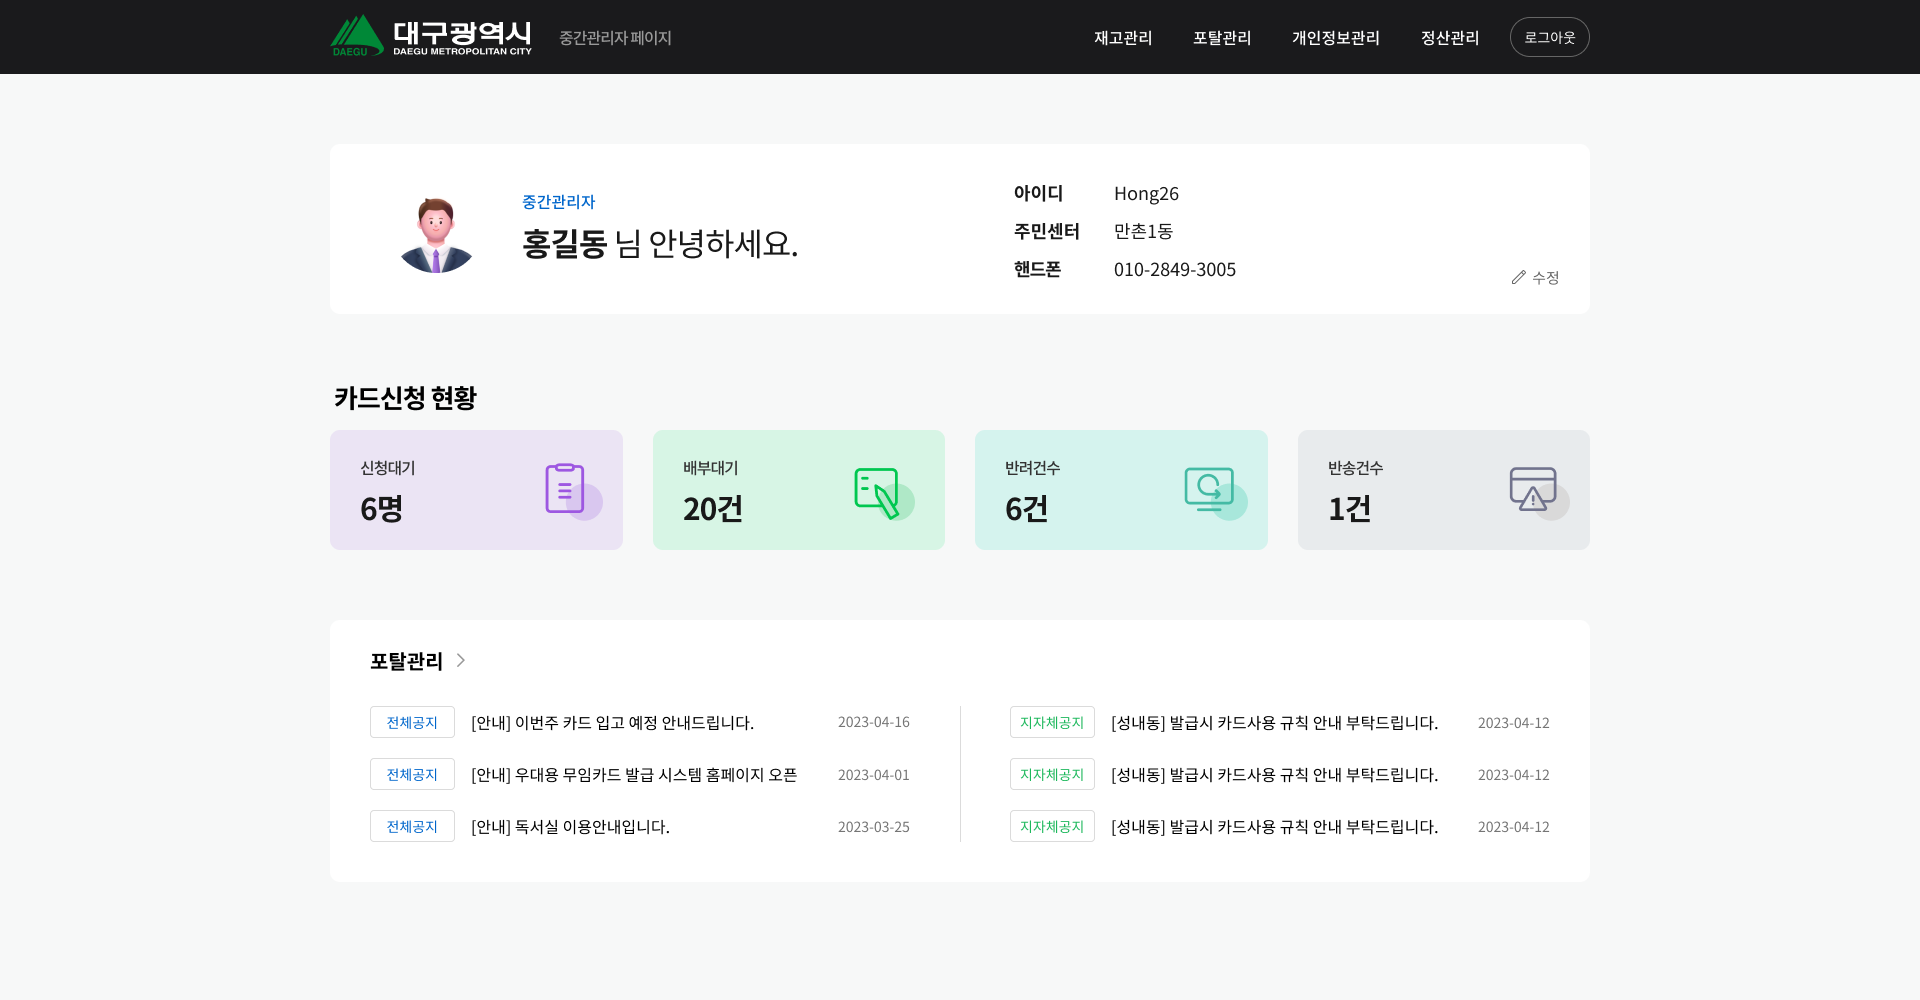 DAEGU
대구광역시
DAEGU METROPOLITAN CITY
중간관리자 페이지
재고관리
포탈관리
개인정보관리
정산관리
로그아웃
중간관리자
홍길동 님 안녕하세요.
아이디 Hong26
주민센터 만촌1동
핸드폰 010-2849-3005
수정
카드신청 현황
신청대기
6명
배부대기
20건
반려건수
6건
반송건수
1건
포탈관리
전체공지 [안내] 이번주 카드 입고 예정 안내드립니다. 2023-04-16
전체공지 [안내] 우대용 무임카드 발급 시스템 홈페이지 오픈 2023-04-01
전체공지 [안내] 독서실 이용안내입니다. 2023-03-25
지자체공지 [성내동] 발급시 카드사용 규칙 안내 부탁드립니다. 2023-04-12
지자체공지 [성내동] 발급시 카드사용 규칙 안내 부탁드립니다. 2023-04-12
지자체공지 [성내동] 발급시 카드사용 규칙 안내 부탁드립니다. 2023-04-12